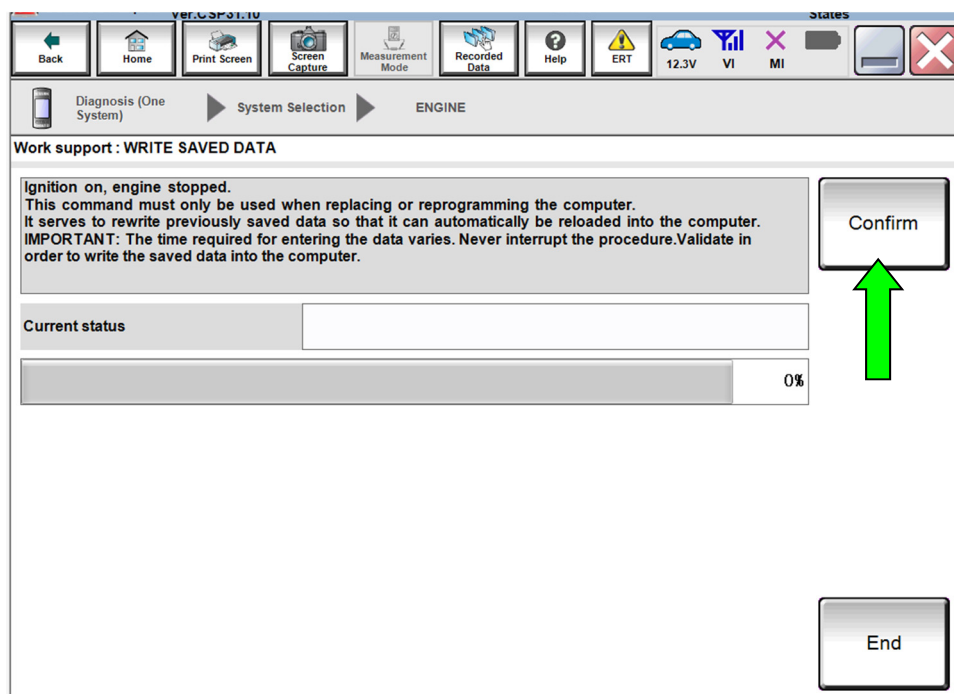 Ver.CSP31.10
States
Back
Home
Print Screen
Screen
Capture
Measurement
Mode
Recorded
Data
Help
ERT
12.3V
VI
MI
Diagnosis (One
System)
System Selection
ENGINE
Work support : WRITE SAVED DATA
Ignition on, engine stopped.
This command must only be used when replacing or reprogramming the computer.
It serves to rewrite previously saved data so that it can automatically be reloaded into the computer.
IMPORTANT: The time required for entering the data varies. Never interrupt the procedure.Validate in
order to write the saved data into the computer.
Confirm
Current status
0%
End